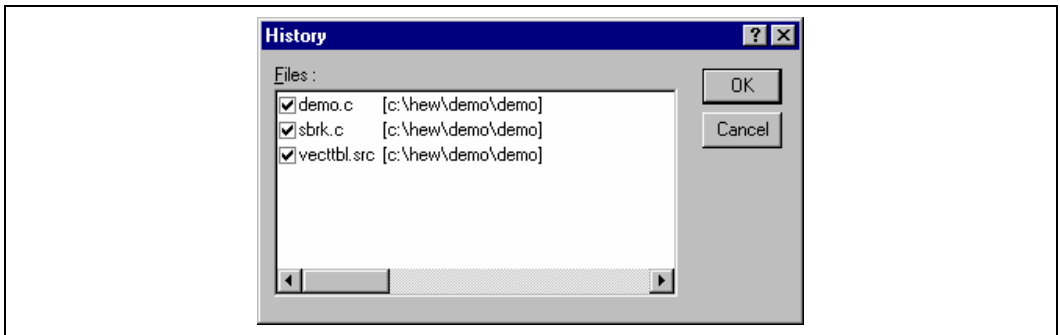 History
Files :
demo.c [c:\hew\demo\demo]
sbrk.c [c:\hew\demo\demo]
vecttbl.src [c:\hew\demo\demo]
OK
Cancel